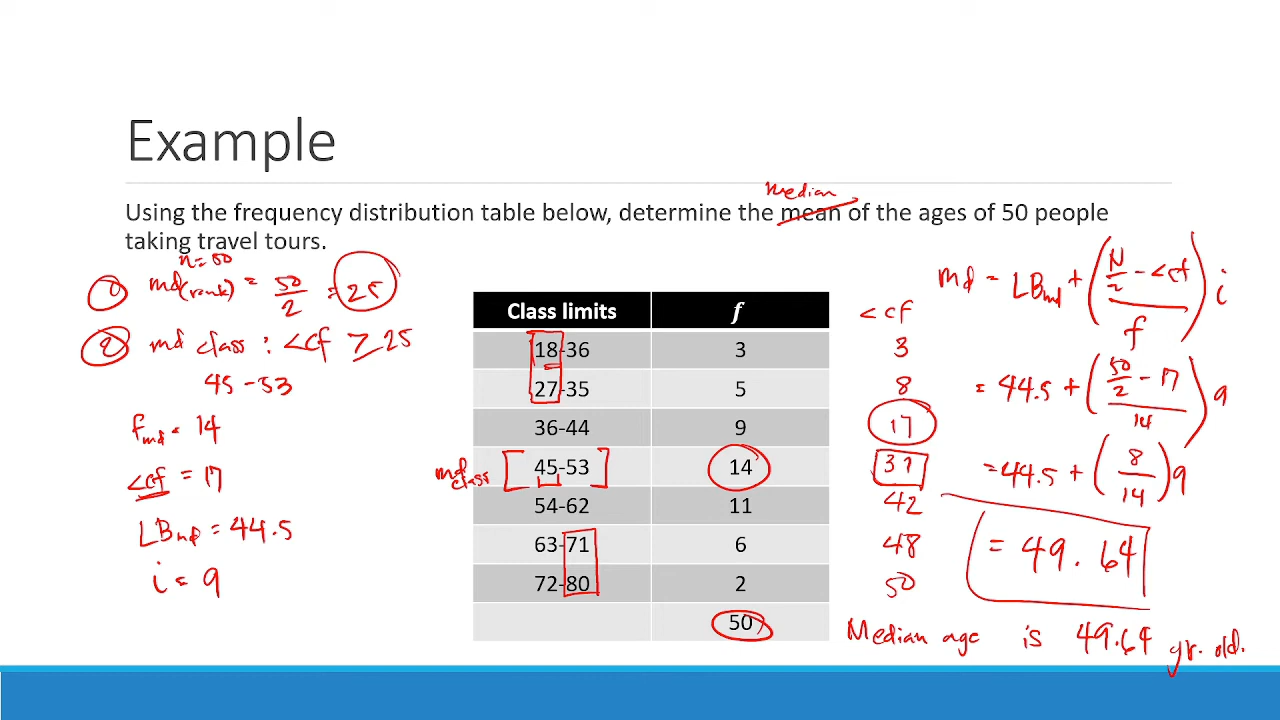 Example
Median
Using the frequency distribution table below, determine the mean of the ages of 50 people
taking travel tours.
n = 50
① md(rank) = 50/2 = 25
② md class : <cf ≥ 25
45 - 53
fmd = 14
<cf = 17
LBmd = 44.5
i = 9
md class
Class limits f <cf
18-36 3 3
27-35 5 8
36-44 9 17
45-53 14 31
54-62 11 42
63-71 6 48
72-80 2 50
50
md = LBmd + (N/2 - <cf / f) i
= 44.5 + (50/2 - 17 / 14) 9
= 44.5 + (8/14) 9
= 49.64
Median age is 49.64 yr. old.